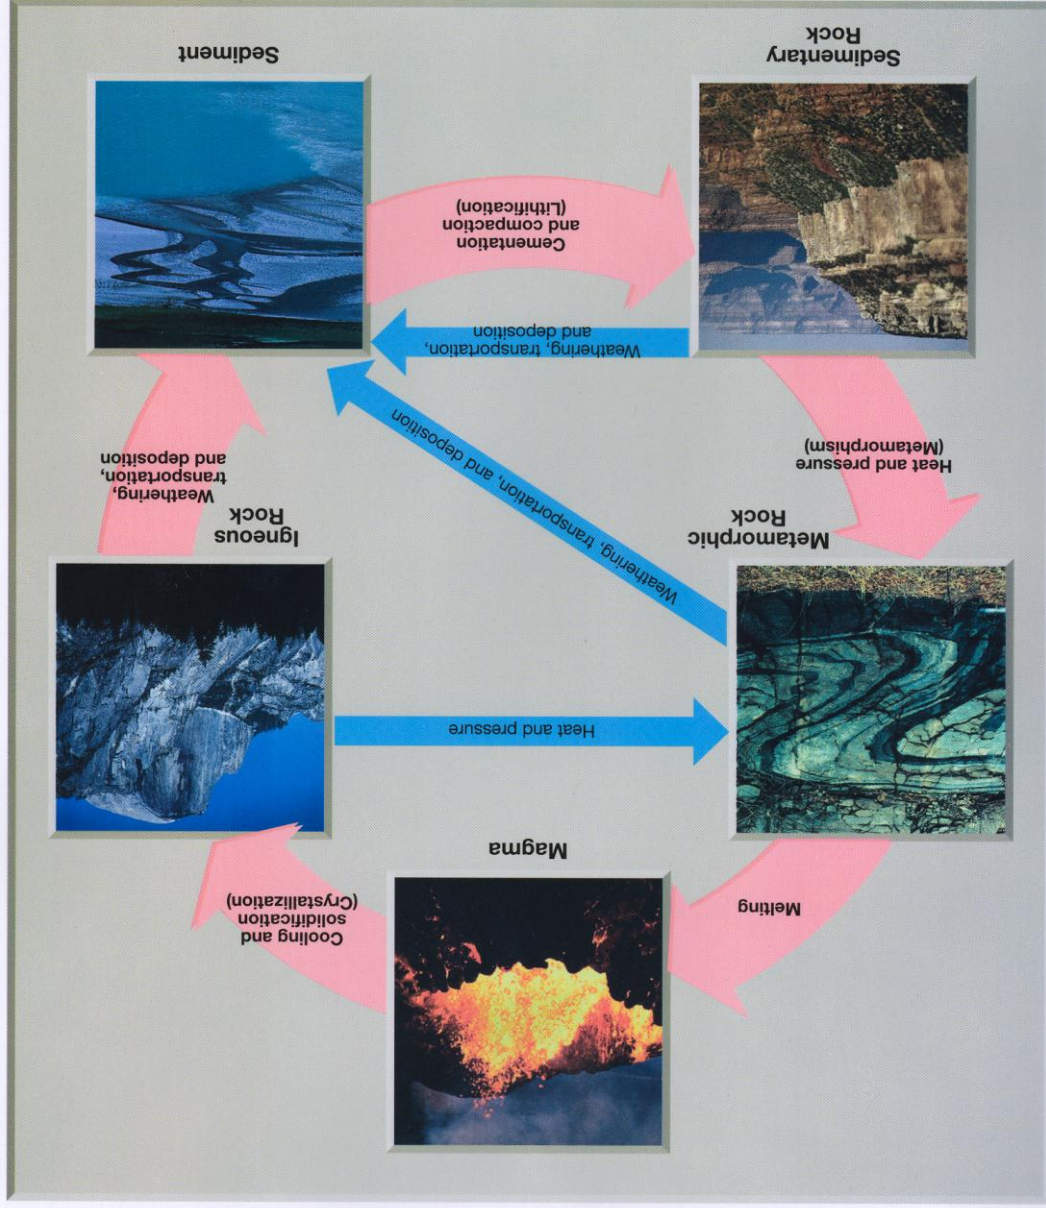 Melting
Cooling and
solidification
(Crystallization)
Magma
Heat and pressure
Metamorphic
Rock
Igneous
Rock
Weathering, transportation, and deposition
Heat and pressure
(Metamorphism)
Weathering,
transportation,
and deposition
Weathering, transportation,
and deposition
Cementation
and compaction
(Lithification)
Sedimentary
Rock
Sediment